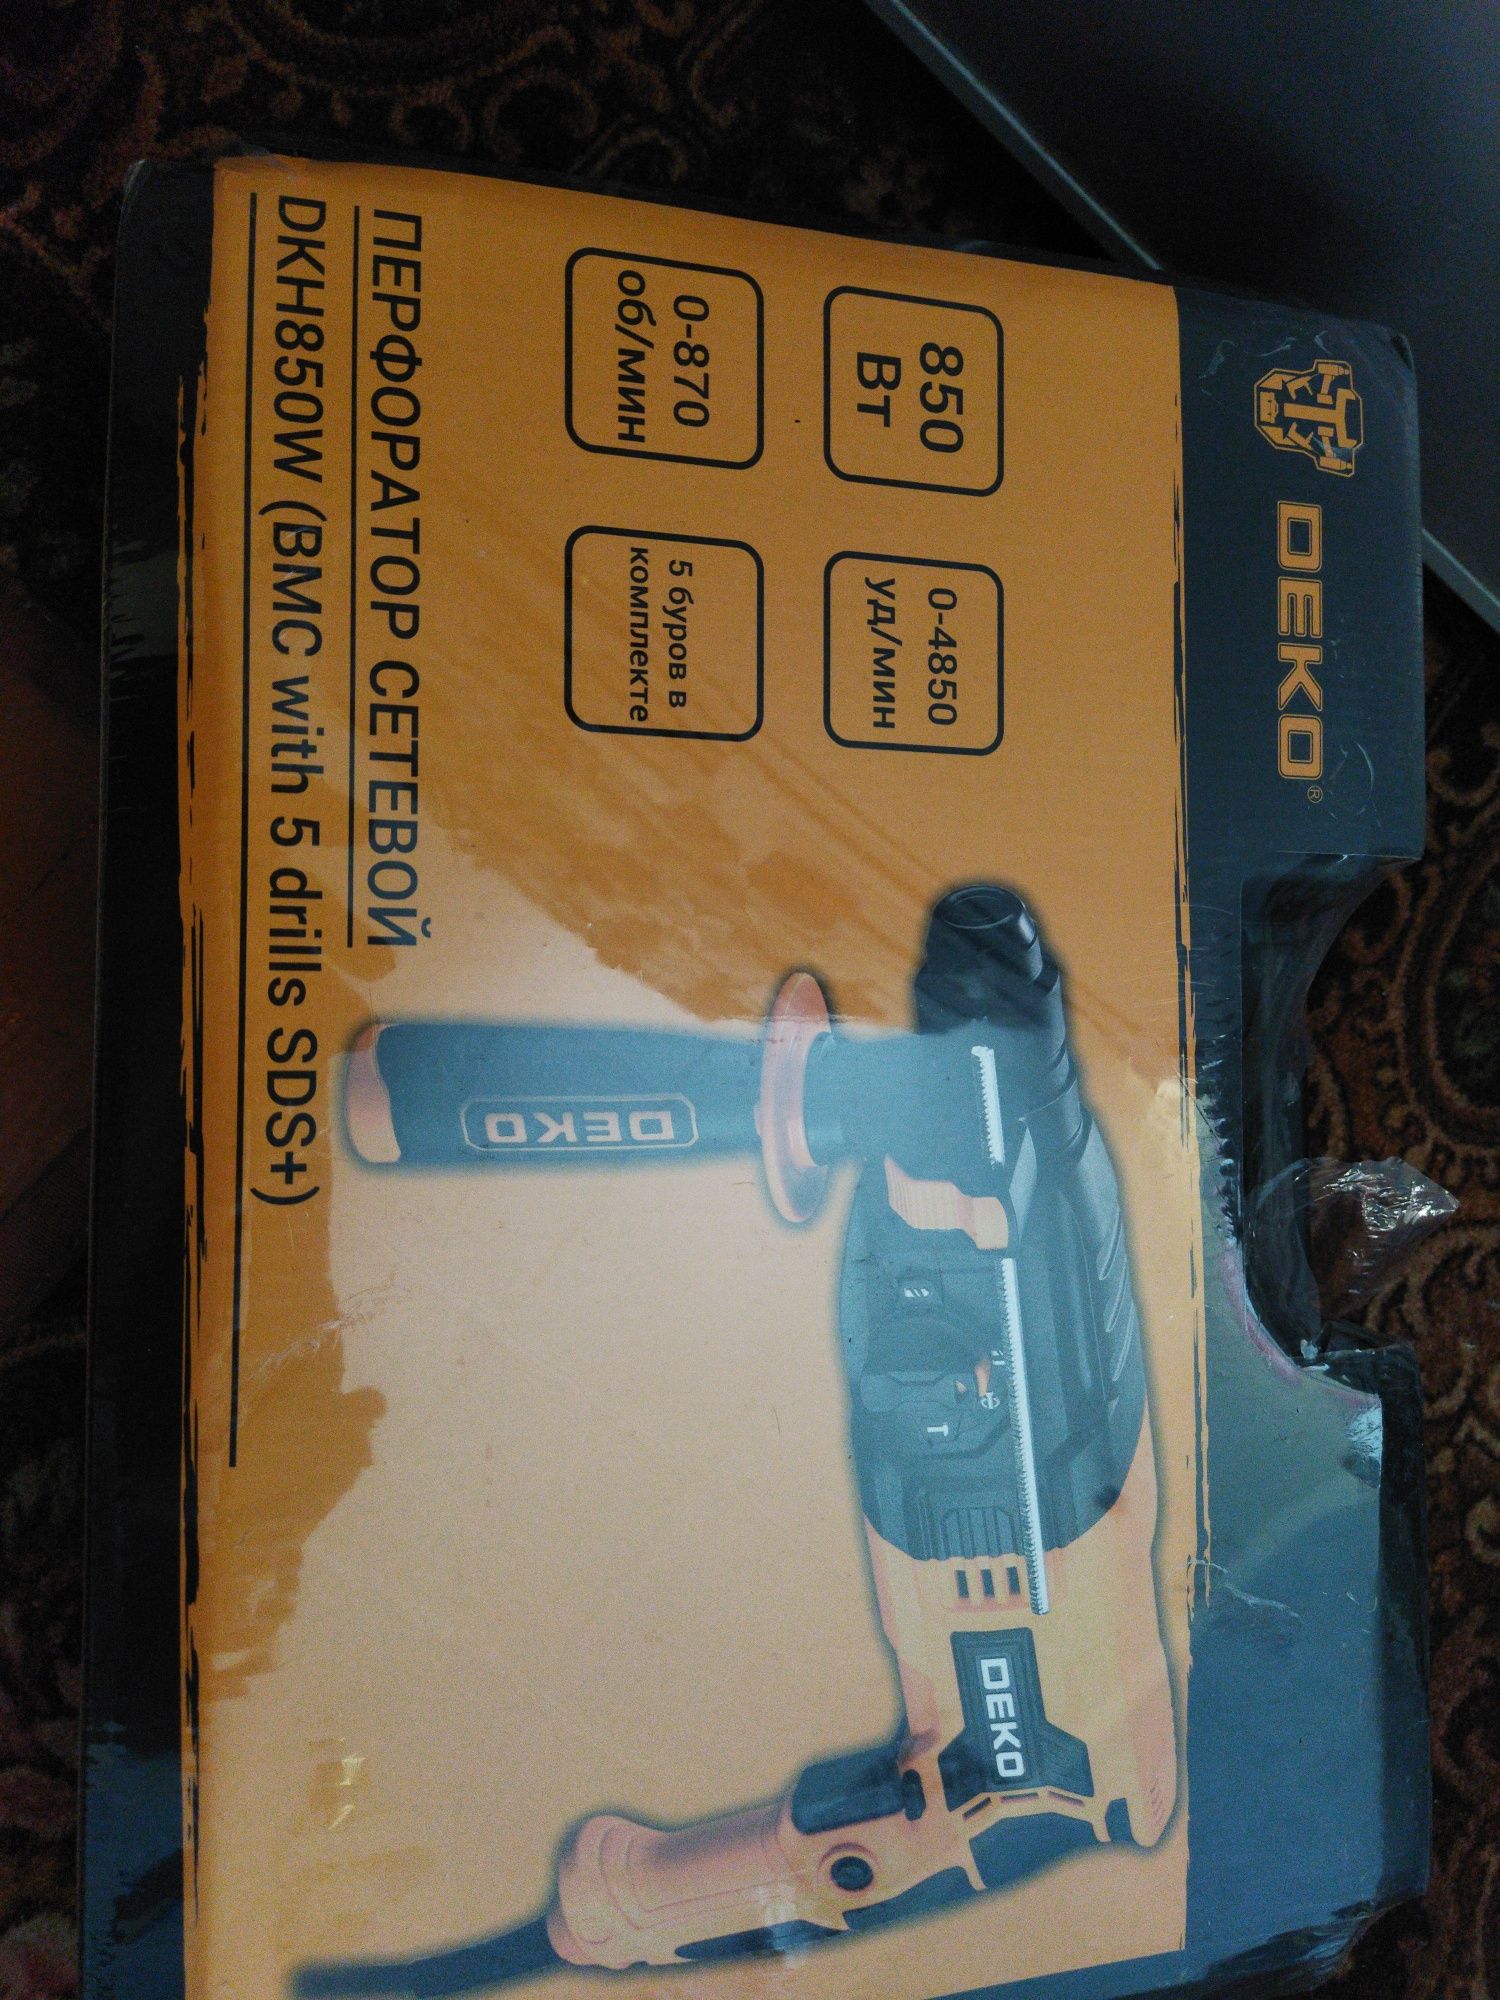 DEKO®
850
Вт
0-4850
уд/мин
0-870
об/мин
5 буров в
комплекте
DEKO
DEKO
ПЕРФОРАТОР СЕТЕВОЙ
DKH850W (BMC with 5 drills SDS+)